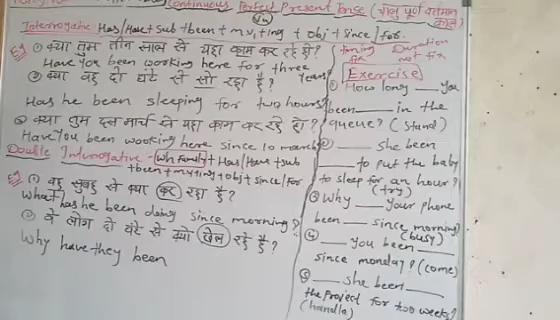 Continuous Perfect Present Tense (चालु पूर्ण वर्तमान काल)
Interrogative Has/Have + sub + been + mv, ting + obj + since/for.
Eg ① क्या तुम तीन साल से यहा काम कर रहे हो?
Have you been working here for three years?
② क्या वह दो घंटे से सो रहा है?
Has he been sleeping for two hours?
③ क्या तुम दस मार्च से यहा काम कर रहे हो?
Have you been working here since 10 march?
Double Interrogative - Wh Family + Has/Have + sub
+ been + mv + ing + obj + since/for
Eg ① वह सुबह से क्या कर रहा है?
What has he been doing since morning?
② वे लोग दो घंटे से क्यो खेल रहे है?
Why have they been
Duration
fix not fix
Exercise
① How long ___ you
been ___ in the
queue? (stand)
② ___ she been
___ to put the baby
to sleep for an hour?
(try)
③ Why ___ your phone
been ___ since morning?
(busy)
④ ___ you been ___
since monday? (come)
⑤ ___ she been ___
the project for two weeks?
(handle)